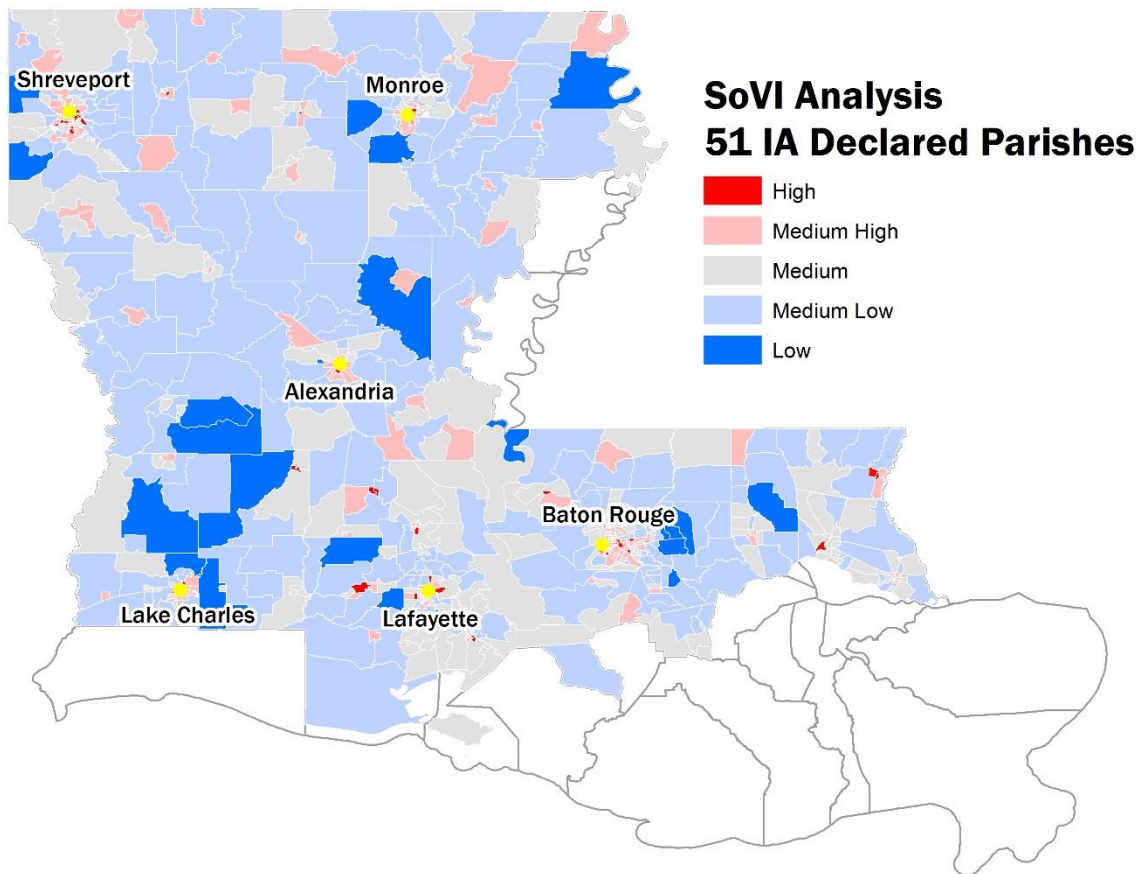 SoVI Analysis
51 IA Declared Parishes
High
Medium High
Medium
Medium Low
Low
Shreveport
Monroe
Alexandria
Baton Rouge
Lake Charles
Lafayette